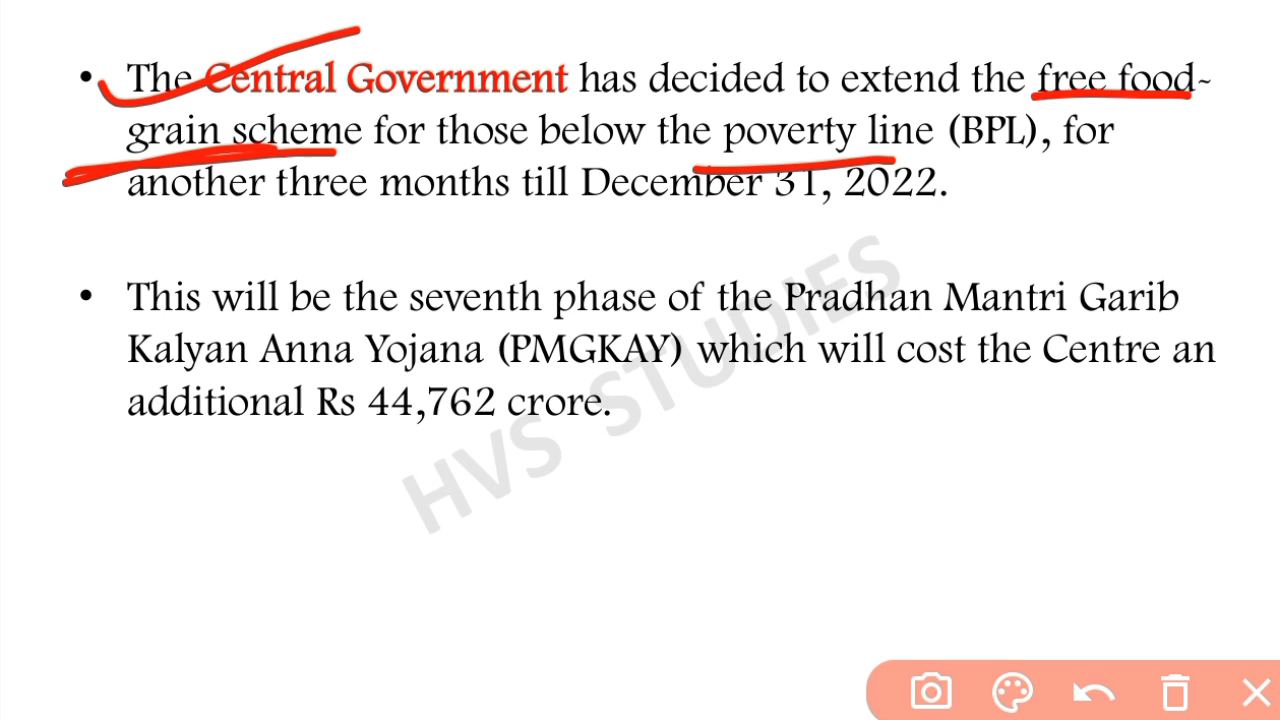 • The Central Government has decided to extend the free food-
grain scheme for those below the poverty line (BPL), for
another three months till December 31, 2022.
• This will be the seventh phase of the Pradhan Mantri Garib
Kalyan Anna Yojana (PMGKAY) which will cost the Centre an
additional Rs 44,762 crore.
HVS STUDIES